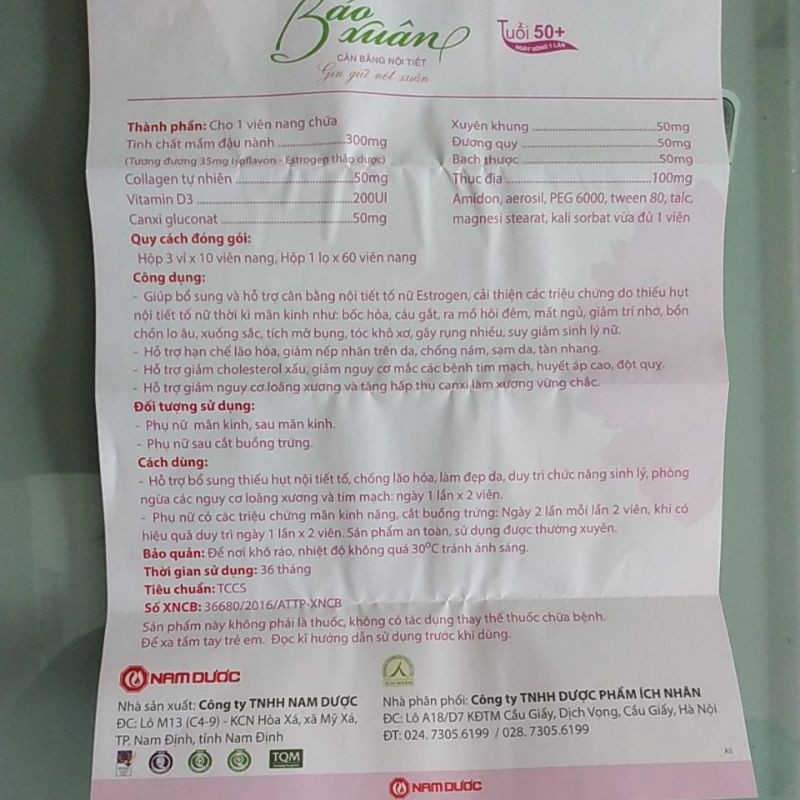 Bảo
xuân
Tuổi 50+
NGÀY UỐNG 1 LẦN
CÂN BẰNG NỘI TIẾT
Gìn giữ nét xuân
Thành phần: Cho 1 viên nang chứa
Tinh chất mầm đậu nành ........................300mg
(Tương đương 35mg Isoflavon - Estrogen thảo dược)
Collagen tự nhiên ..............................50mg
Vitamin D3 ........................................200UI
Canxi gluconat ..................................50mg
Xuyên khung ..................................50mg
Đương quy ......................................50mg
Bạch thược ......................................50mg
Thục địa ..........................................100mg
Amidon, aerosil, PEG 6000, tween 80, talc,
magnesi stearat, kali sorbat vừa đủ 1 viên
Quy cách đóng gói:
Hộp 3 vỉ x 10 viên nang, Hộp 1 lọ x 60 viên nang
Công dụng:
- Giúp bổ sung và hỗ trợ cân bằng nội tiết tố nữ Estrogen, cải thiện các triệu chứng do thiếu hụt
nội tiết tố nữ thời kì mãn kinh như: bốc hỏa, cáu gắt, ra mồ hôi đêm, mất ngủ, giảm trí nhớ, bồn
chồn lo âu, xuống sắc, tích mỡ bụng, tóc khô xơ, gãy rụng nhiều, suy giảm sinh lý nữ.
- Hỗ trợ hạn chế lão hóa, giảm nếp nhăn trên da, chống nám, sạm da, tàn nhang.
- Hỗ trợ giảm cholesterol xấu, giảm nguy cơ mắc các bệnh tim mạch, huyết áp cao, đột quỵ.
- Hỗ trợ giảm nguy cơ loãng xương và tăng hấp thu canxi làm xương vững chắc.
Đối tượng sử dụng:
- Phụ nữ mãn kinh, sau mãn kinh.
- Phụ nữ sau cắt buồng trứng.
Cách dùng:
- Hỗ trợ bổ sung thiếu hụt nội tiết tố, chống lão hóa, làm đẹp da, duy trì chức năng sinh lý, phòng
ngừa các nguy cơ loãng xương và tim mạch: ngày 1 lần x 2 viên.
- Phụ nữ có các triệu chứng mãn kinh nặng, cắt buồng trứng: Ngày 2 lần mỗi lần 2 viên, khi có
hiệu quả duy trì ngày 1 lần x 2 viên. Sản phẩm an toàn, sử dụng được thường xuyên.
Bảo quản: Để nơi khô ráo, nhiệt độ không quá 30°C tránh ánh sáng.
Thời gian sử dụng: 36 tháng
Tiêu chuẩn: TCCS
Số XNCB: 36680/2016/ATTP-XNCB
Sản phẩm này không phải là thuốc, không có tác dụng thay thế thuốc chữa bệnh.
Để xa tầm tay trẻ em. Đọc kĩ hướng dẫn sử dụng trước khi dùng.
NAM DƯỢC
Nhà sản xuất: Công ty TNHH NAM DƯỢC
ĐC: Lô M13 (C4-9) - KCN Hòa Xá, xã Mỹ Xá,
TP. Nam Định, tỉnh Nam Định
TQM
Nhà phân phối: Công ty TNHH DƯỢC PHẨM ÍCH NHÂN
ĐC: Lô A18/D7 KĐTM Cầu Giấy, Dịch Vọng, Cầu Giấy, Hà Nội
ĐT: 024. 7305.6199 / 028. 7305.6199
A5
NAM DƯỢC